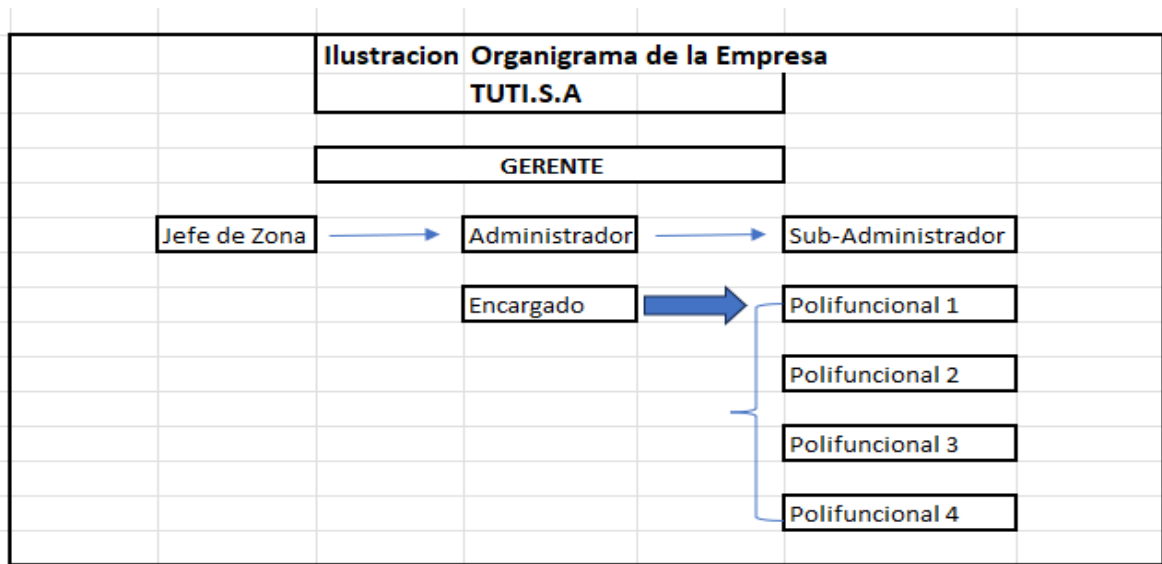 Ilustracion Organigrama de la Empresa
TUTI.S.A
GERENTE
Jefe de Zona Administrador Sub-Administrador
Encargado Polifuncional 1
Polifuncional 2
Polifuncional 3
Polifuncional 4